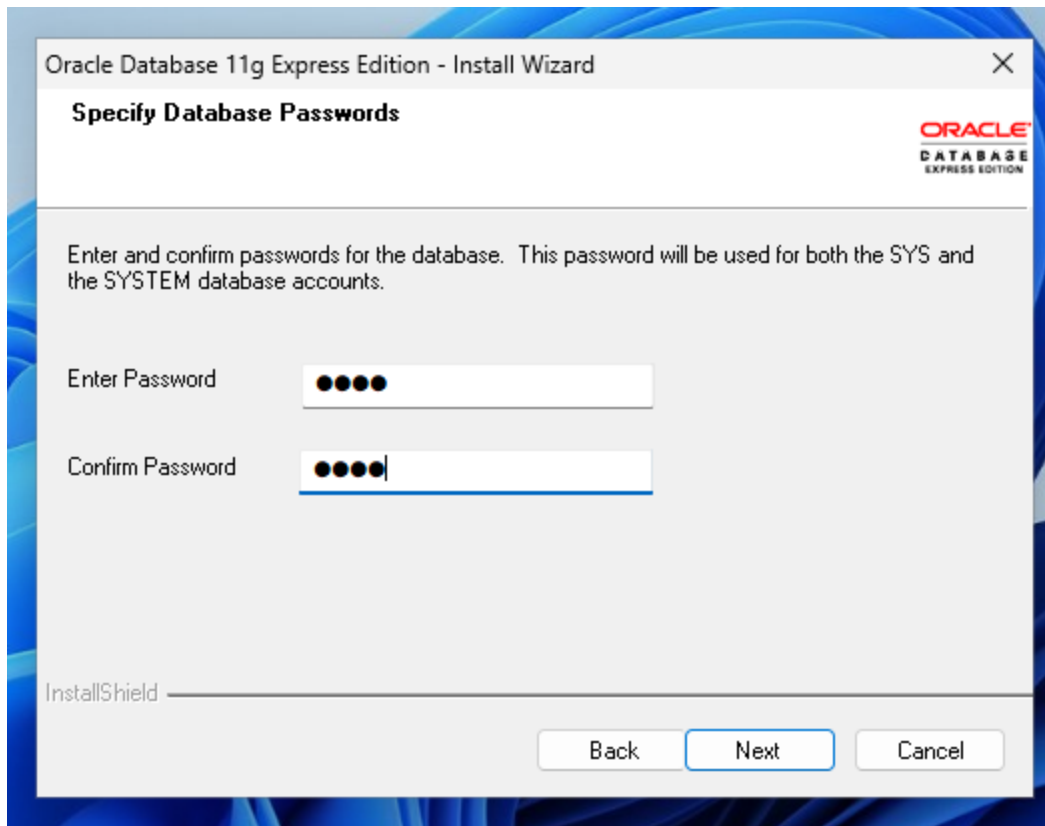 Oracle Database 11g Express Edition - Install Wizard
Specify Database Passwords
ORACLE
DATABASE
EXPRESS EDITION
Enter and confirm passwords for the database.  This password will be used for both the SYS and
the SYSTEM database accounts.
Enter Password ●●●●
Confirm Password ●●●●
InstallShield
Back Next Cancel